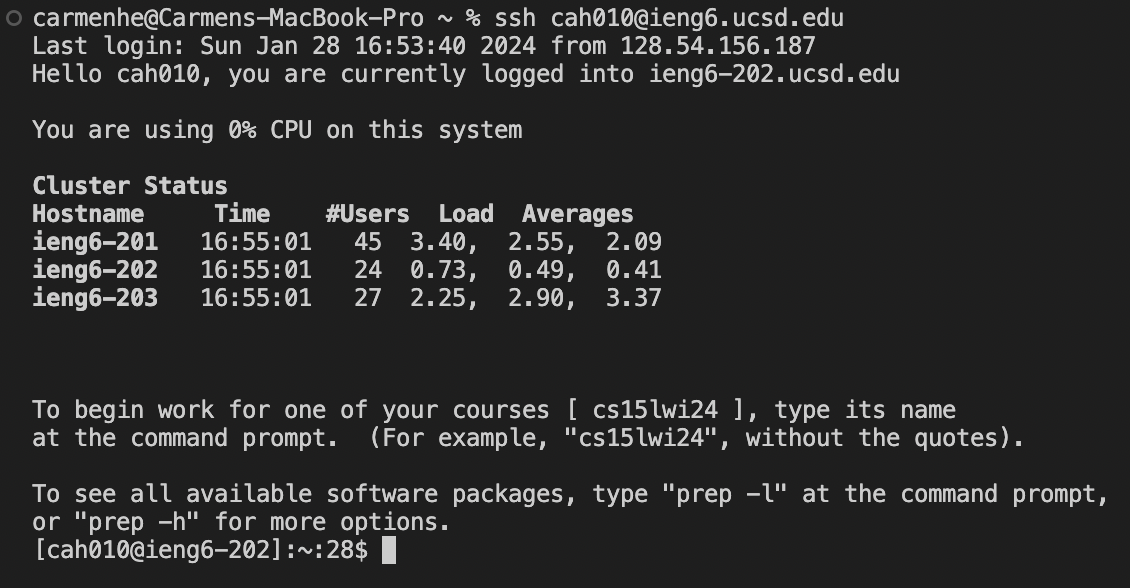 carmenhe@Carmens-MacBook-Pro ~ % ssh cah010@ieng6.ucsd.edu
Last login: Sun Jan 28 16:53:40 2024 from 128.54.156.187
Hello cah010, you are currently logged into ieng6-202.ucsd.edu
You are using 0% CPU on this system
Cluster Status
Hostname     Time    #Users  Load  Averages
ieng6-201   16:55:01   45  3.40,  2.55,  2.09
ieng6-202   16:55:01   24  0.73,  0.49,  0.41
ieng6-203   16:55:01   27  2.25,  2.90,  3.37
To begin work for one of your courses [ cs15lwi24 ], type its name
at the command prompt.  (For example, "cs15lwi24", without the quotes).
To see all available software packages, type "prep -l" at the command prompt,
or "prep -h" for more options.
[cah010@ieng6-202]:~:28$